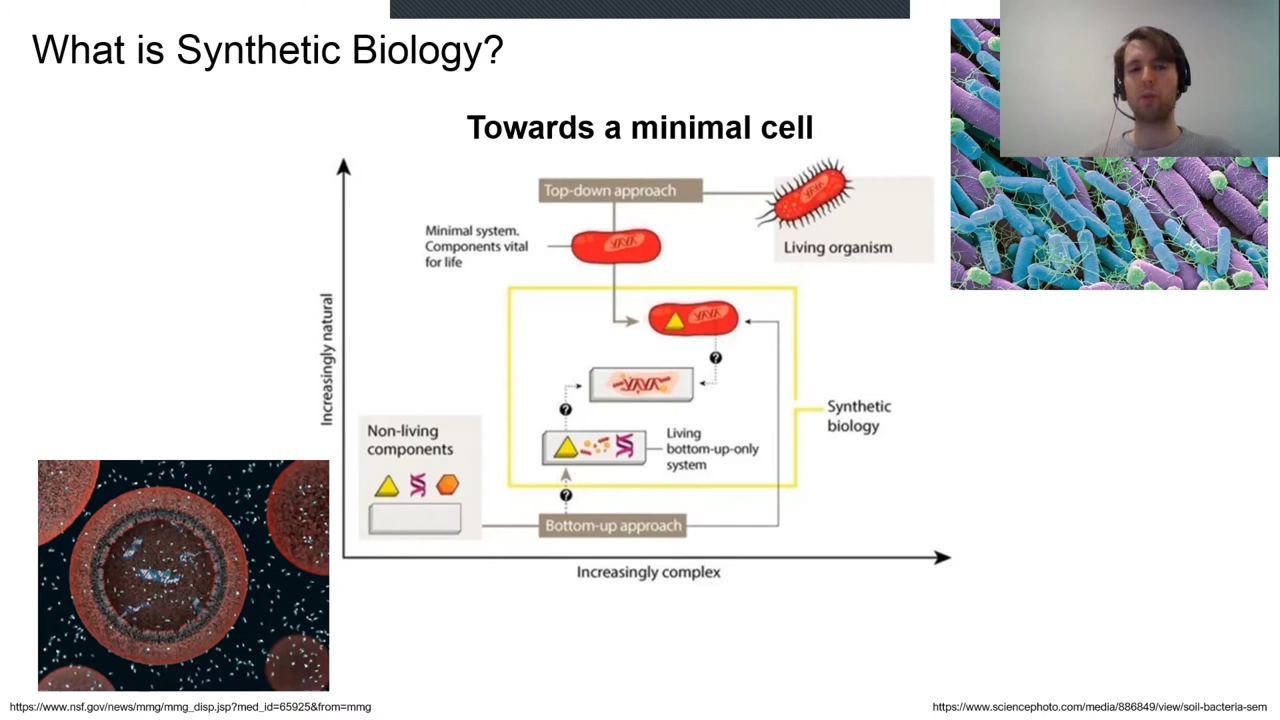 What is Synthetic Biology?
Towards a minimal cell
Top-down approach
Minimal system.
Components vital
for life
Living organism
Increasingly natural
Synthetic
biology
Non-living
components
Living
bottom-up-only
system
?
?
?
Bottom-up approach
Increasingly complex
https://www.nsf.gov/news/mmg/mmg_disp.jsp?med_id=65925&from=mmg
https://www.sciencephoto.com/media/886849/view/soil-bacteria-sem